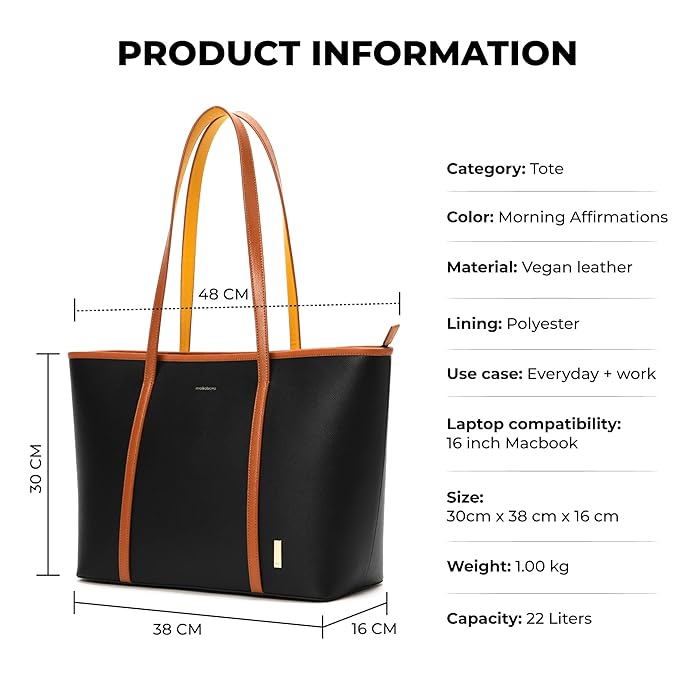 PRODUCT INFORMATION
Category: Tote
Color: Morning Affirmations
Material: Vegan leather
Lining: Polyester
Use case: Everyday + work
Laptop compatibility:
16 inch Macbook
Size:
30cm x 38 cm x 16 cm
Weight: 1.00 kg
Capacity: 22 Liters
48 CM
30 CM
38 CM
16 CM